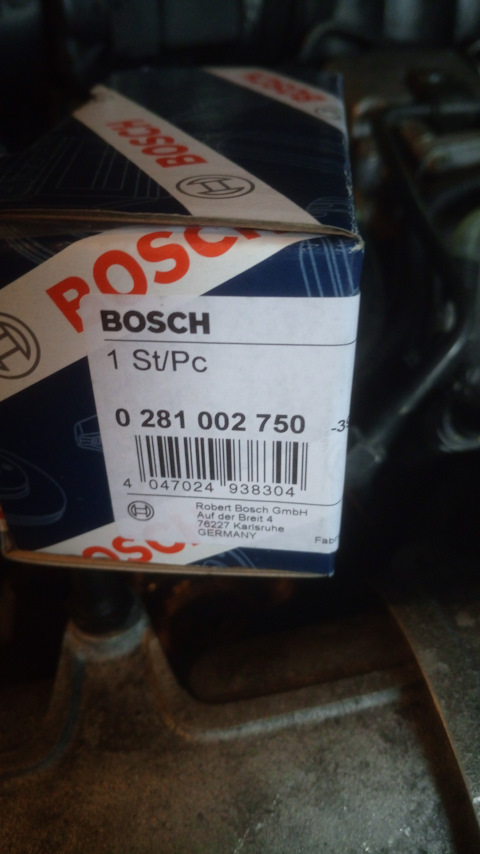 BOSCH
BOSCH
BOSCH
BOSCH
1 St/Pc
0 281 002 750
4 047024 938304
Robert Bosch GmbH
Auf der Breit 4
76227 Karlsruhe
GERMANY